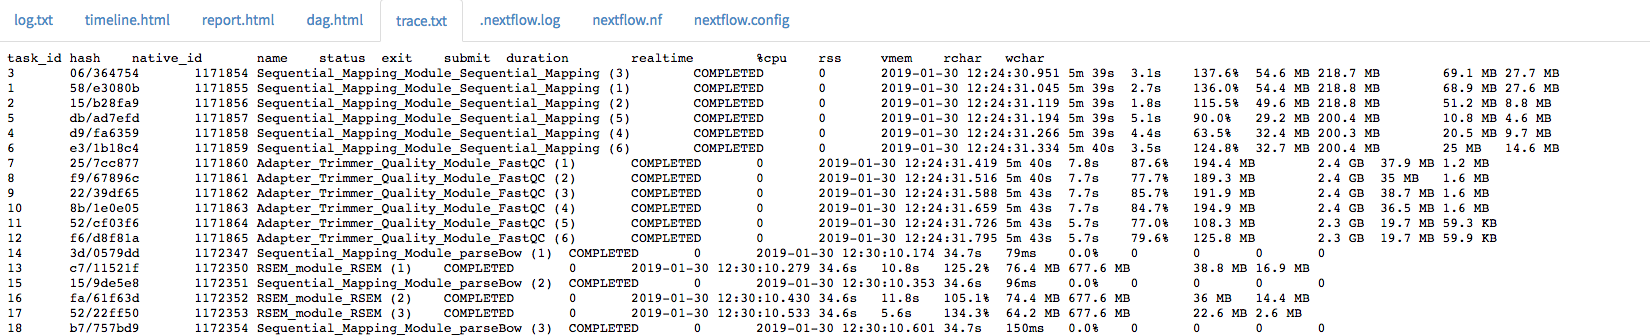 log.txt timeline.html report.html dag.html trace.txt .nextflow.log nextflow.nf nextflow.config
task_id hash native_id name status exit submit duration realtime %cpu rss vmem rchar wchar
3 06/364754 1171854 Sequential_Mapping_Module_Sequential_Mapping (3) COMPLETED 0 2019-01-30 12:24:30.951 5m 39s 3.1s 137.6% 54.6 MB 218.7 MB 69.1 MB 27.7 MB
1 58/e3080b 1171855 Sequential_Mapping_Module_Sequential_Mapping (1) COMPLETED 0 2019-01-30 12:24:31.045 5m 39s 2.7s 136.0% 54.4 MB 218.8 MB 68.9 MB 27.6 MB
2 15/b28fa9 1171856 Sequential_Mapping_Module_Sequential_Mapping (2) COMPLETED 0 2019-01-30 12:24:31.119 5m 39s 1.8s 115.5% 49.6 MB 218.8 MB 51.2 MB 8.8 MB
5 db/ad7efd 1171857 Sequential_Mapping_Module_Sequential_Mapping (5) COMPLETED 0 2019-01-30 12:24:31.194 5m 39s 5.1s 90.0% 29.2 MB 200.4 MB 10.8 MB 4.6 MB
4 d9/fa6359 1171858 Sequential_Mapping_Module_Sequential_Mapping (4) COMPLETED 0 2019-01-30 12:24:31.266 5m 39s 4.4s 63.5% 32.4 MB 200.3 MB 20.5 MB 9.7 MB
6 e3/1b18c4 1171859 Sequential_Mapping_Module_Sequential_Mapping (6) COMPLETED 0 2019-01-30 12:24:31.334 5m 40s 3.5s 124.8% 32.7 MB 200.4 MB 25 MB 14.6 MB
7 25/7cc877 1171860 Adapter_Trimmer_Quality_Module_FastQC (1) COMPLETED 0 2019-01-30 12:24:31.419 5m 40s 7.8s 87.6% 194.4 MB 2.4 GB 37.9 MB 1.2 MB
8 f9/67896c 1171861 Adapter_Trimmer_Quality_Module_FastQC (2) COMPLETED 0 2019-01-30 12:24:31.516 5m 40s 7.7s 77.7% 189.3 MB 2.4 GB 35 MB 1.6 MB
9 22/39df65 1171862 Adapter_Trimmer_Quality_Module_FastQC (3) COMPLETED 0 2019-01-30 12:24:31.588 5m 43s 7.7s 85.7% 191.9 MB 2.4 GB 38.7 MB 1.6 MB
10 8b/1e0e05 1171863 Adapter_Trimmer_Quality_Module_FastQC (4) COMPLETED 0 2019-01-30 12:24:31.659 5m 43s 7.7s 84.7% 194.9 MB 2.4 GB 36.5 MB 1.6 MB
11 52/cf03f6 1171864 Adapter_Trimmer_Quality_Module_FastQC (5) COMPLETED 0 2019-01-30 12:24:31.726 5m 43s 5.7s 77.0% 108.3 MB 2.3 GB 19.7 MB 59.3 KB
12 f6/d8f81a 1171865 Adapter_Trimmer_Quality_Module_FastQC (6) COMPLETED 0 2019-01-30 12:24:31.795 5m 43s 5.7s 79.6% 125.8 MB 2.3 GB 19.7 MB 59.9 KB
14 3d/0579dd 1172347 Sequential_Mapping_Module_parseBow (1) COMPLETED 0 2019-01-30 12:30:10.174 34.7s 79ms 0.0% 0 0 0 0
13 c7/11521f 1172350 RSEM_module_RSEM (1) COMPLETED 0 2019-01-30 12:30:10.279 34.6s 10.8s 125.2% 76.4 MB 677.6 MB 38.8 MB 16.9 MB
15 15/9de5e8 1172351 Sequential_Mapping_Module_parseBow (2) COMPLETED 0 2019-01-30 12:30:10.353 34.6s 96ms 0.0% 0 0 0 0
16 fa/61f63d 1172352 RSEM_module_RSEM (2) COMPLETED 0 2019-01-30 12:30:10.430 34.6s 11.8s 105.1% 74.4 MB 677.6 MB 36 MB 14.4 MB
17 52/22ff50 1172353 RSEM_module_RSEM (3) COMPLETED 0 2019-01-30 12:30:10.533 34.6s 5.6s 134.3% 64.2 MB 677.6 MB 22.6 MB 2.6 MB
18 b7/757bd9 1172354 Sequential_Mapping_Module_parseBow (3) COMPLETED 0 2019-01-30 12:30:10.601 34.7s 150ms 0.0% 0 0 0 0